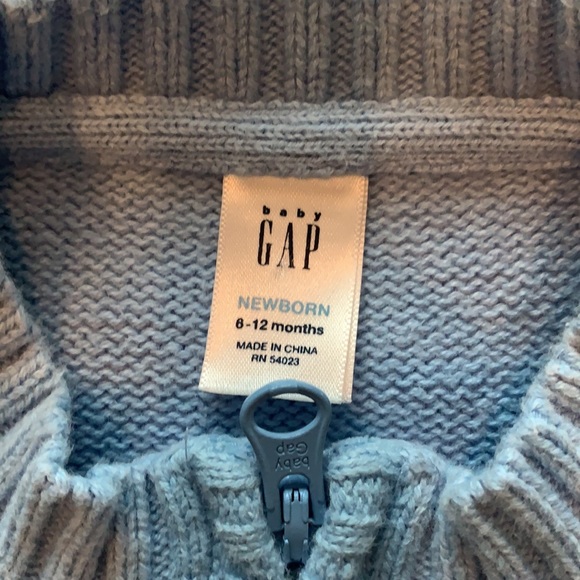 baby
GAP
NEWBORN
6-12 months
MADE IN CHINA
RN 54023
baby
Gap